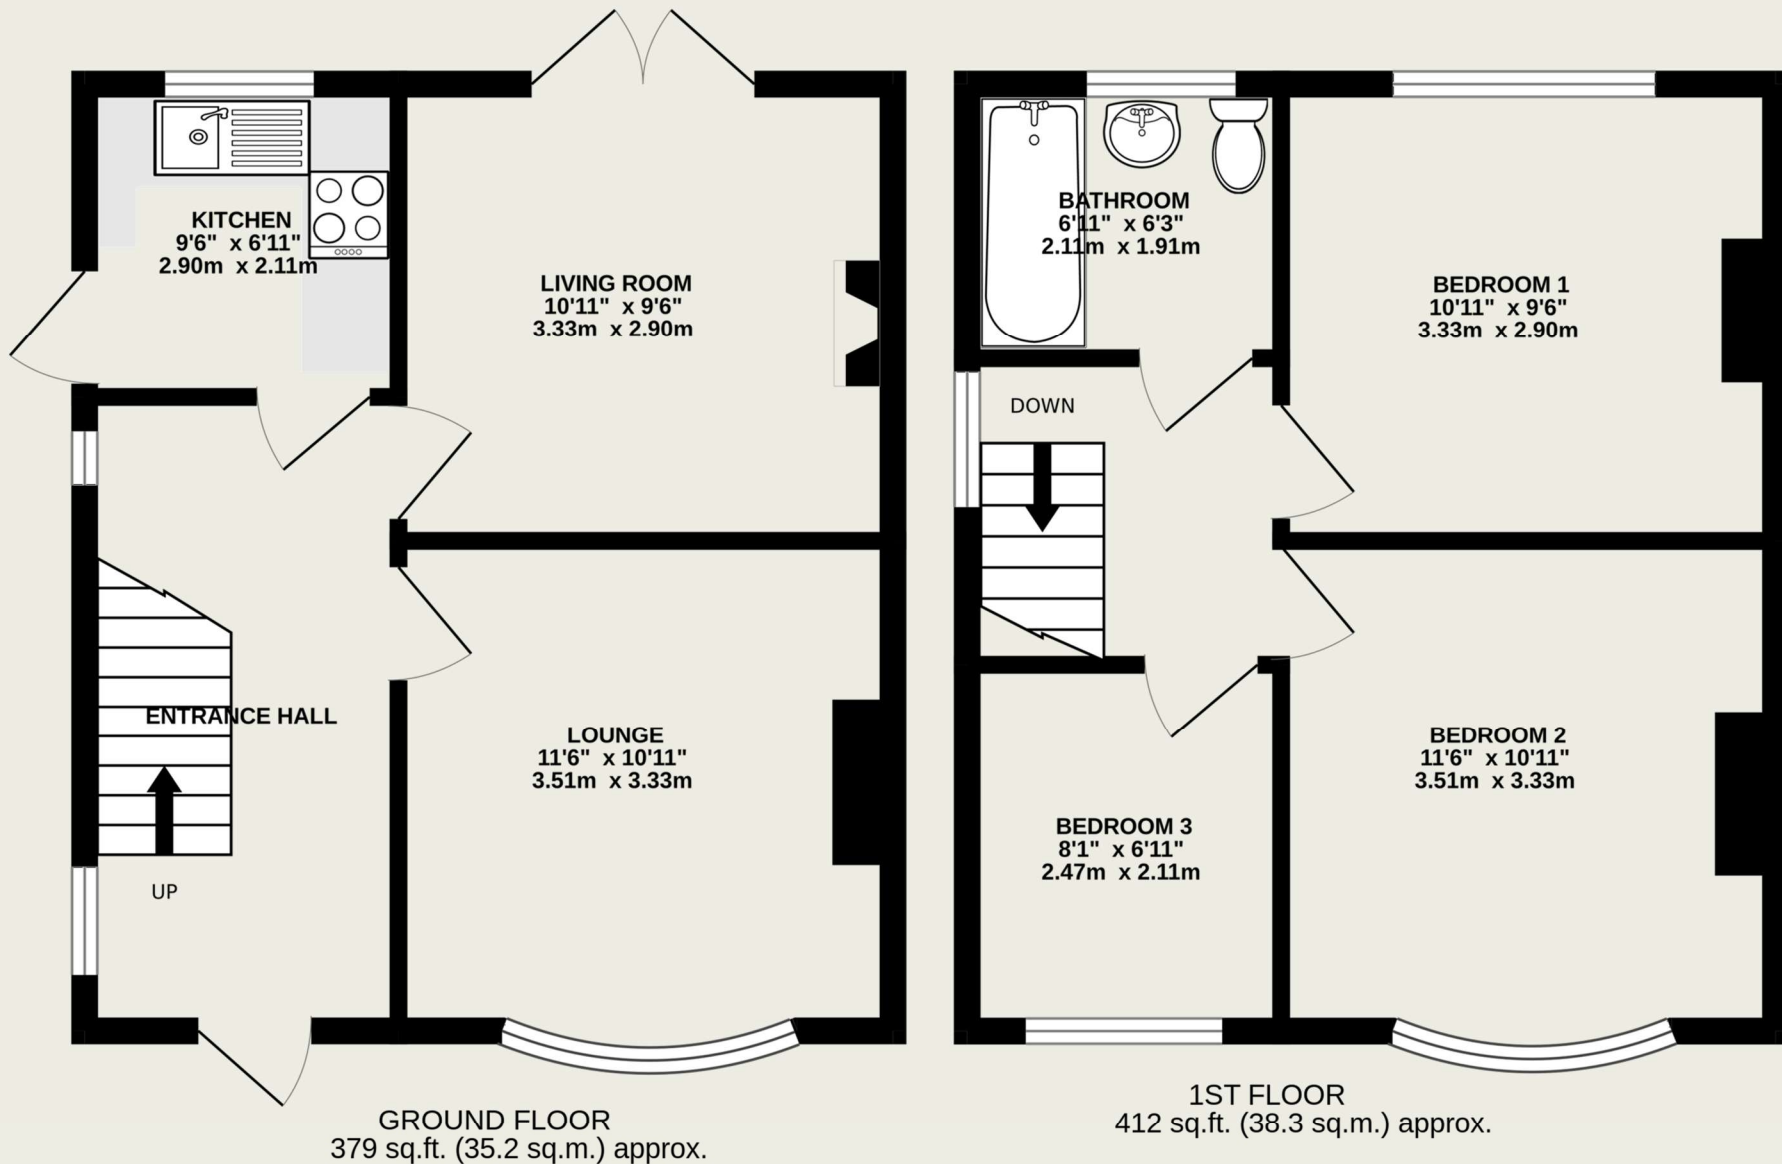 KITCHEN
9'6" x 6'11"
2.90m x 2.11m
LIVING ROOM
10'11" x 9'6"
3.33m x 2.90m
ENTRANCE HALL
UP
LOUNGE
11'6" x 10'11"
3.51m x 3.33m
GROUND FLOOR
379 sq.ft. (35.2 sq.m.) approx.
BATHROOM
6'11" x 6'3"
2.11m x 1.91m
BEDROOM 1
10'11" x 9'6"
3.33m x 2.90m
DOWN
BEDROOM 2
11'6" x 10'11"
3.51m x 3.33m
BEDROOM 3
8'1" x 6'11"
2.47m x 2.11m
1ST FLOOR
412 sq.ft. (38.3 sq.m.) approx.